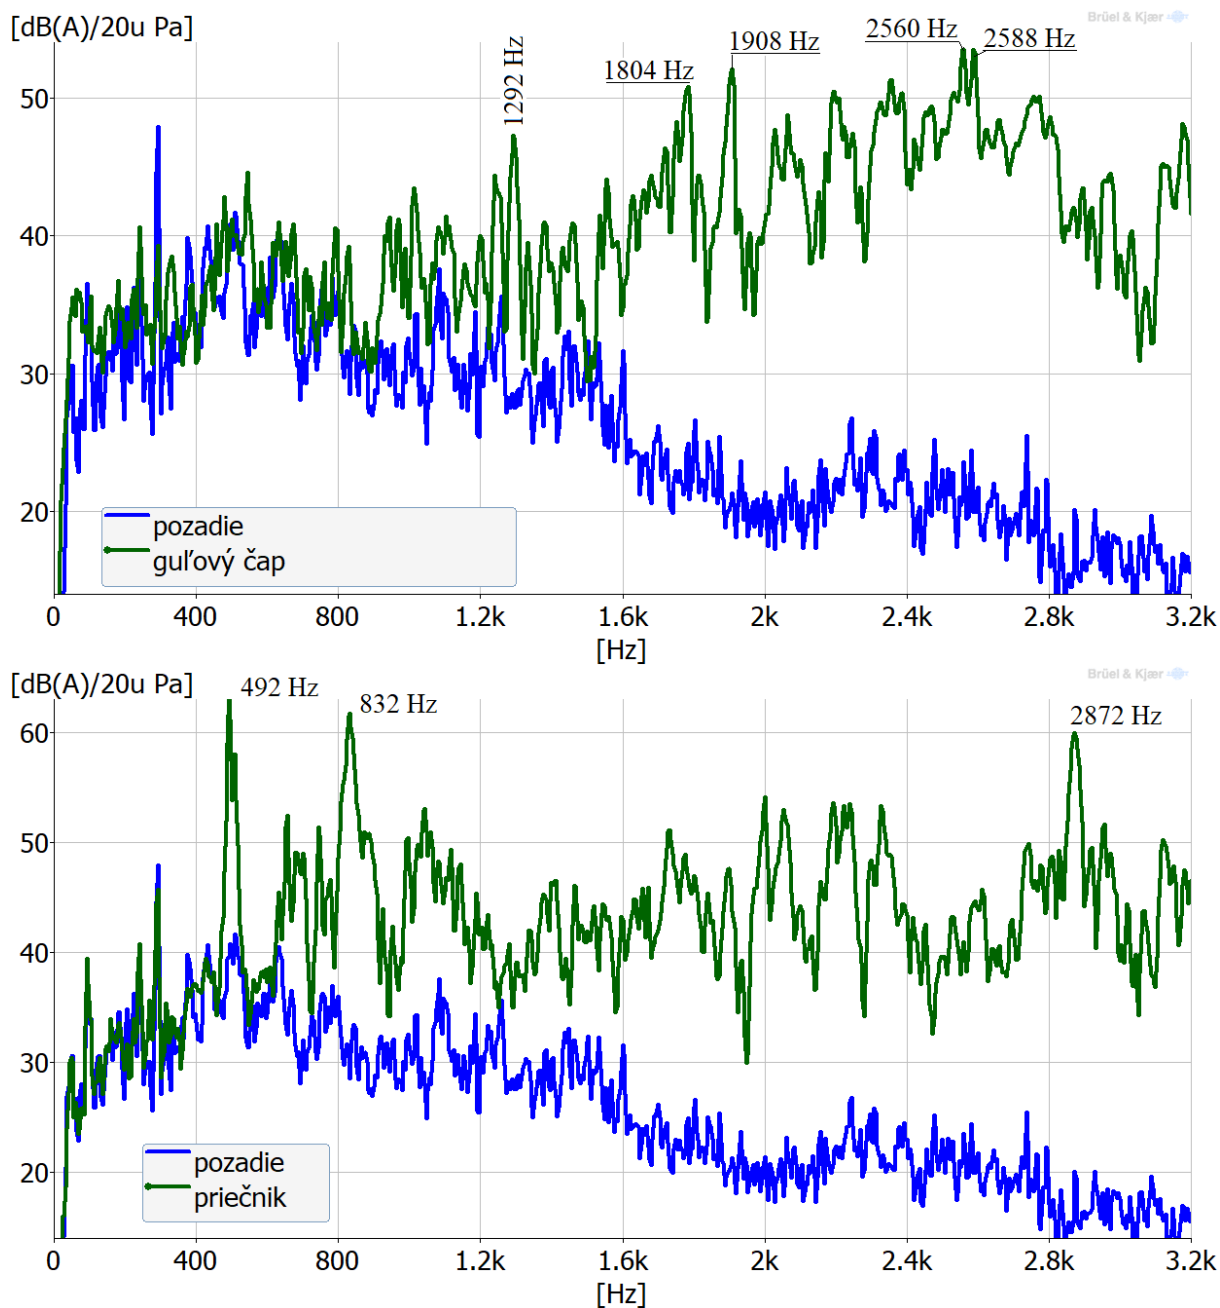 [dB(A)/20u Pa]
Brüel & Kjær
2560 Hz
1908 Hz
2588 Hz
1804 Hz
1292 Hz
50
40
30
20
pozadie
guľový čap
0 400 800 1.2k 1.6k 2k 2.4k 2.8k 3.2k
[Hz]
[dB(A)/20u Pa]
Brüel & Kjær
492 Hz
832 Hz
2872 Hz
60
50
40
30
20
pozadie
priečnik
0 400 800 1.2k 1.6k 2k 2.4k 2.8k 3.2k
[Hz]